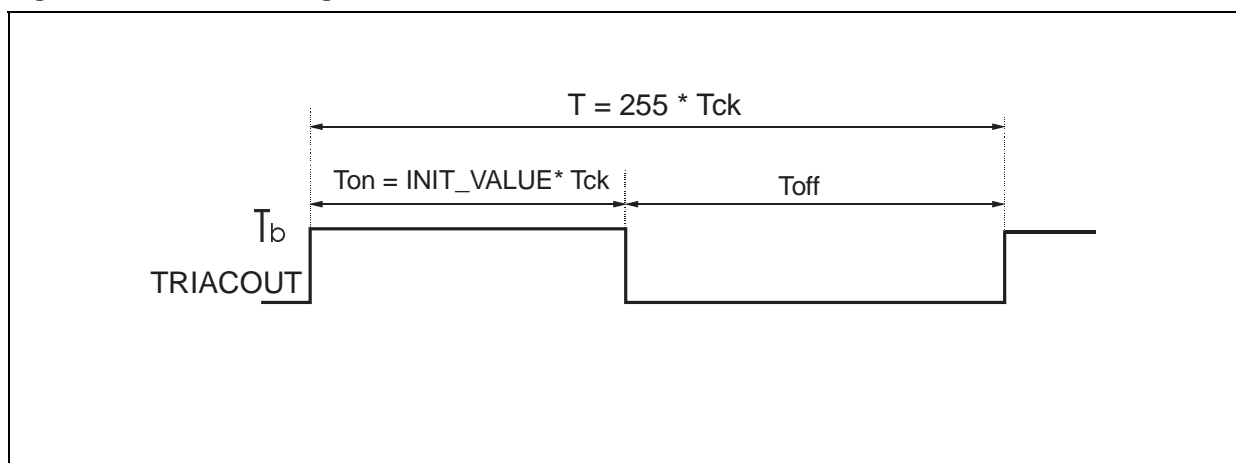 T = 255 * Tck
Ton = INIT_VALUE* Tck
Toff
Tb
TRIACOUT